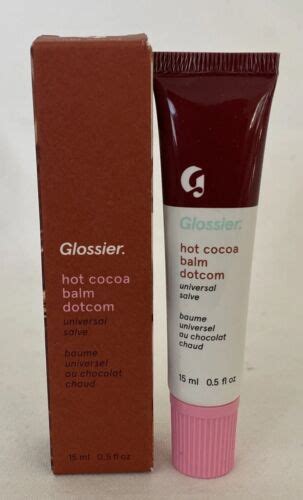 Glossier.
hot cocoa
balm
dotcom
universal
salve
baume
universel
au chocolat
chaud
15 ml 0.5 fl oz
G
Glossier.
hot cocoa
balm
dotcom
universal
salve
baume
universel
au chocolat
chaud
15 ml 0.5 fl oz